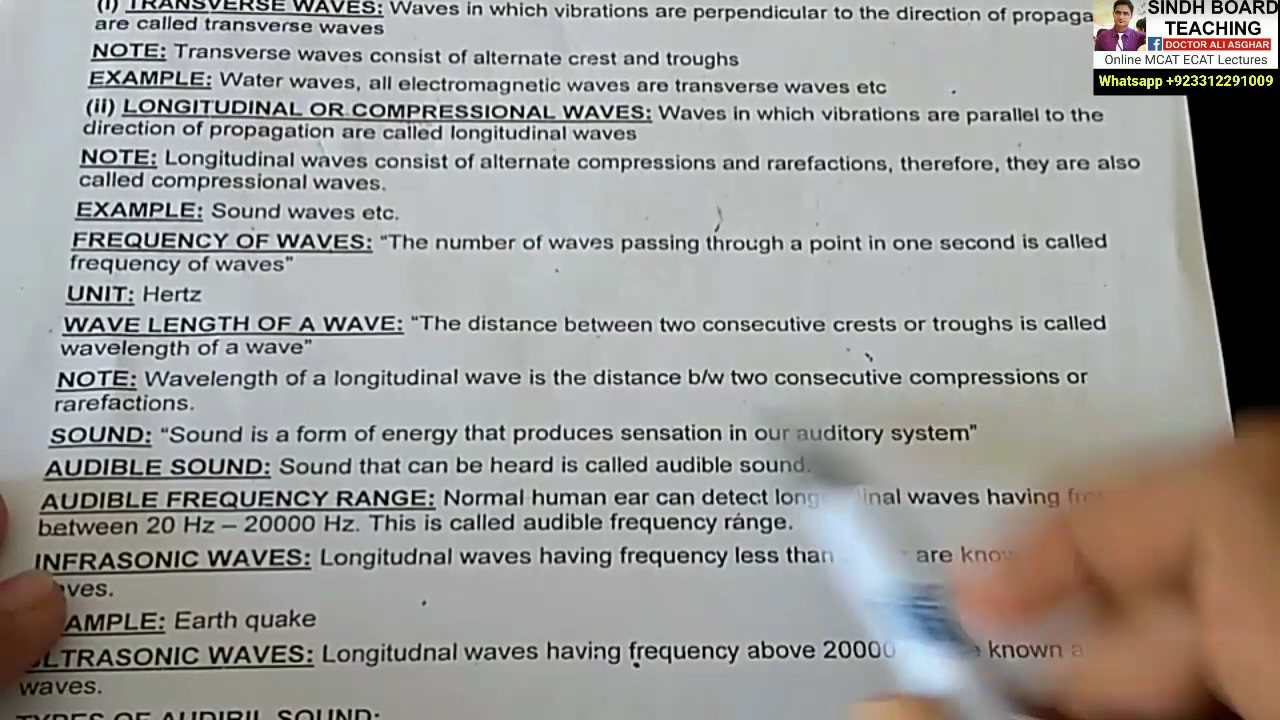 (i) TRANSVERSE WAVES: Waves in which vibrations are perpendicular to the direction of propaga
are called transverse waves
NOTE: Transverse waves consist of alternate crest and troughs
EXAMPLE: Water waves, all electromagnetic waves are transverse waves etc
(ii) LONGITUDINAL OR COMPRESSIONAL WAVES: Waves in which vibrations are parallel to the
direction of propagation are called longitudinal waves
NOTE: Longitudinal waves consist of alternate compressions and rarefactions, therefore, they are also
called compressional waves.
EXAMPLE: Sound waves etc.
FREQUENCY OF WAVES: "The number of waves passing through a point in one second is called
frequency of waves"
UNIT: Hertz
WAVE LENGTH OF A WAVE: "The distance between two consecutive crests or troughs is called
wavelength of a wave"
NOTE: Wavelength of a longitudinal wave is the distance b/w two consecutive compressions or
rarefactions.
SOUND: "Sound is a form of energy that produces sensation in our auditory system"
AUDIBLE SOUND: Sound that can be heard is called audible sound.
AUDIBLE FREQUENCY RANGE: Normal human ear can detect long inal waves having
between 20 Hz – 20000 Hz. This is called audible frequency range.
INFRASONIC WAVES: Longitudnal waves having frequency less than are know
ves.
AMPLE: Earth quake
LTRASONIC WAVES: Longitudnal waves having frequency above 20000 known a
waves.
TYPES OF AUDIBIL SOUND:
SINDH BOARD
TEACHING
DOCTOR ALI ASGHAR
Online MCAT ECAT Lectures
Whatsapp +923312291009